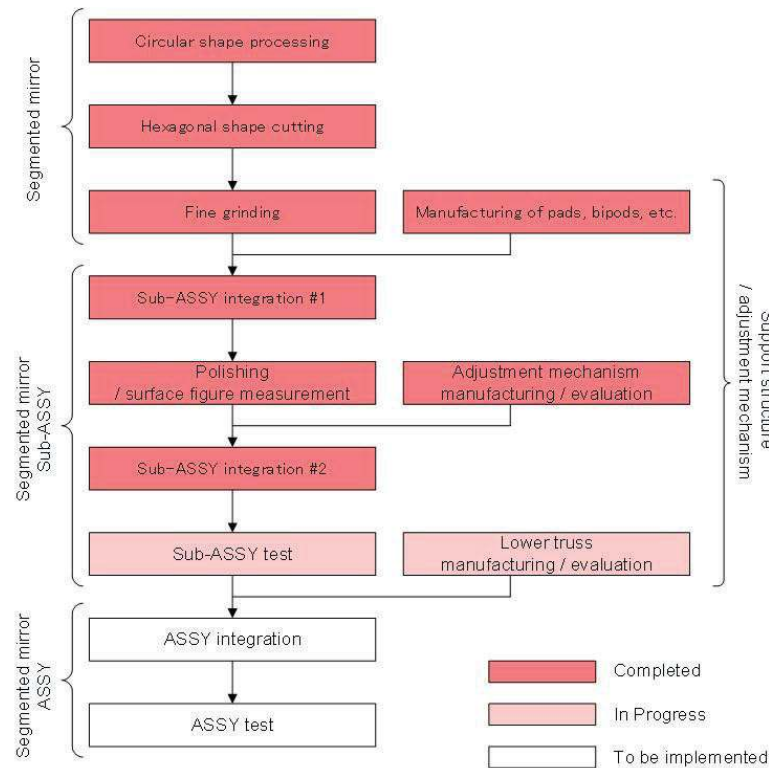 Segmented mirror
Circular shape processing
Hexagonal shape cutting
Fine grinding
Manufacturing of pads, bipods, etc.
Segmented mirror
Sub-ASSY
Sub-ASSY integration #1
Polishing
/ surface figure measurement
Adjustment mechanism
manufacturing / evaluation
Sub-ASSY integration #2
Sub-ASSY test
Lower truss
manufacturing / evaluation
Support structure
/ adjustment mechanism
Segmented mirror
ASSY
ASSY integration
ASSY test
Completed
In Progress
To be implemented